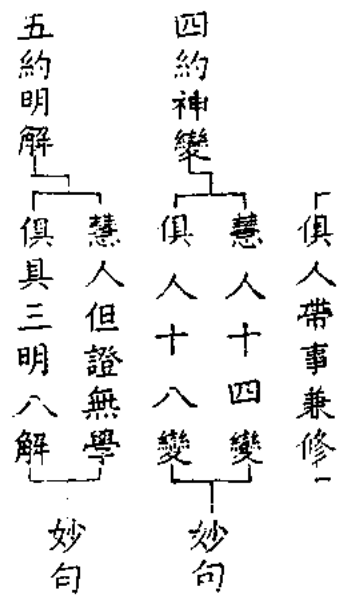 俱人帶事兼修
四約神變
慧人十四變
俱人十八變
妙句
五約明解
慧人但證無學
俱具三明八解
妙句